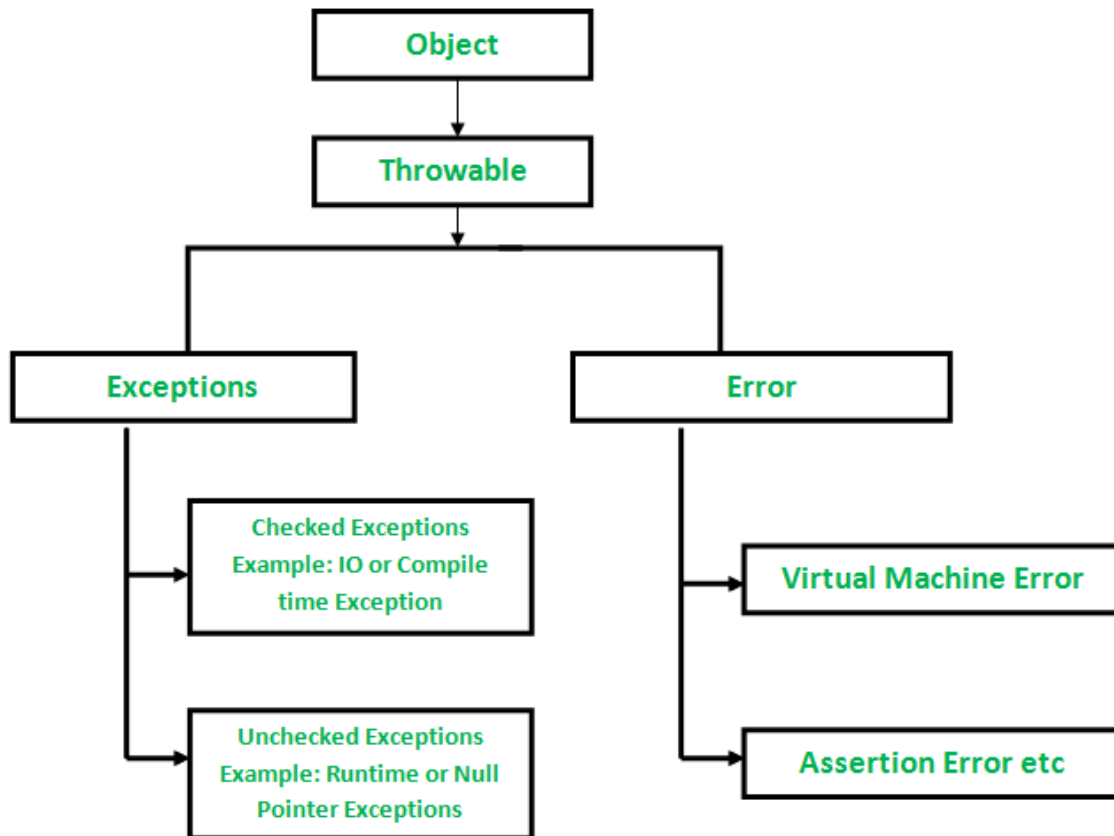 Object
Throwable
Exceptions
Error
Checked Exceptions
Example: IO or Compile
time Exception
Virtual Machine Error
Unchecked Exceptions
Example: Runtime or Null
Pointer Exceptions
Assertion Error etc